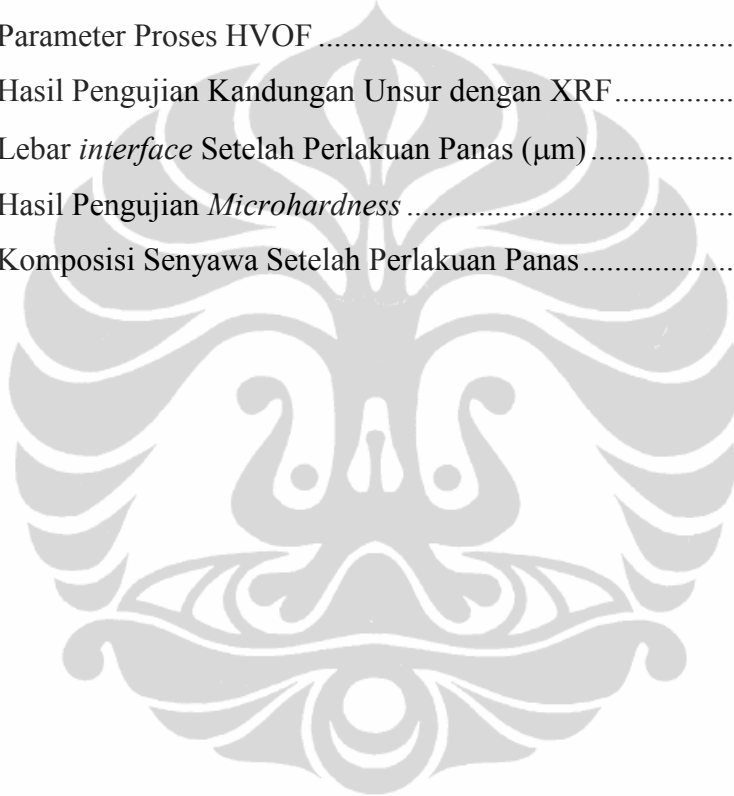 Parameter Proses HVOF ......................................................
Hasil Pengujian Kandungan Unsur dengan XRF................
Lebar interface Setelah Perlakuan Panas (μm)...................
Hasil Pengujian Microhardness ...........................................
Komposisi Senyawa Setelah Perlakuan Panas....................